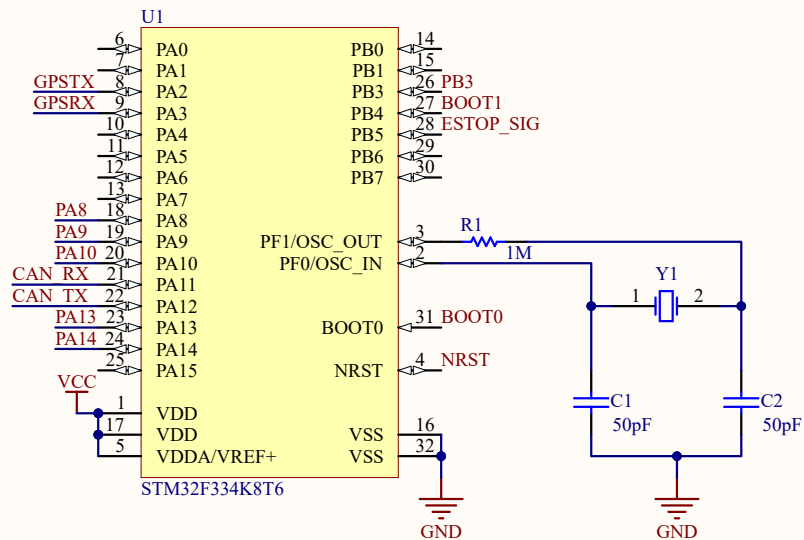 U1
6 PA0 PB0 14
7 PA1 PB1 15
GPSTX 8 PA2 PB3 26 PB3
GPSRX 9 PA3 PB4 27 BOOT1
10 PA4 PB5 28 ESTOP_SIG
11 PA5 PB6 29
12 PA6 PB7 30
13 PA7
PA8 18 PA8
PA9 19 PA9 PF1/OSC_OUT 3 R1 1M
PA10 20 PA10 PF0/OSC_IN 2
CAN_RX 21 PA11
CAN_TX 22 PA12
1 Y1 2
PA13 23 PA13 BOOT0 31 BOOT0
PA14 24 PA14
25 PA15 NRST 4 NRST
VCC
1 VDD
17 VDD VSS 16
5 VDDA/VREF+ VSS 32
C1 50pF
C2 50pF
STM32F334K8T6
GND
GND